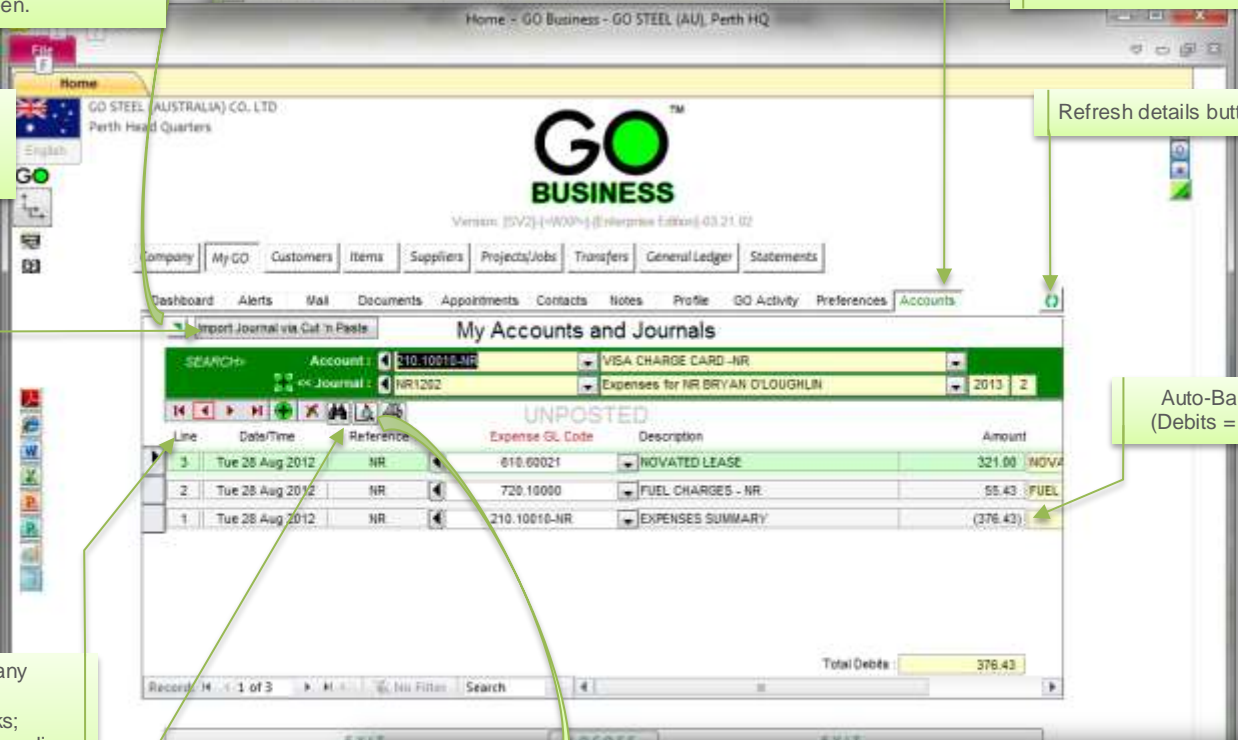 en.
Home - GO Business - GO STEEL (AU), Perth HQ
File
F
Home
GO STEEL (AUSTRALIA) CO. LTD
Perth Head Quarters
English
GO
GO™
BUSINESS
Refresh details butt
Company My GO Customers Items Suppliers Projects/Jobs Transfers General Ledger Statements
Dashboard Alerts Mail Documents Appointments Contacts Notes Profile GO Activity Preferences Accounts
Import Journal via Cut 'n Paste
My Accounts and Journals
SEARCH> Account : 210.10010-NR VISA CHARGE CARD -NR
<< Journal : NR1202 Expenses for NR BRYAN O'LOUGHLIN 2013 2
UNPOSTED
Auto-Ba
(Debits =
Line Date/Time Reference Expense GL Code Description Amount
3 Tue 28 Aug 2012 NR 610.60021 NOVATED LEASE 321.00 NOVA
2 Tue 28 Aug 2012 NR 720.10000 FUEL CHARGES - NR 55.43 FUEL
1 Tue 28 Aug 2012 NR 210.10010-NR EXPENSES SUMMARY (376.43)
any
ks;
Total Debits : 376.43
Record: 1 of 3 No Filter Search
EXIT EXIT